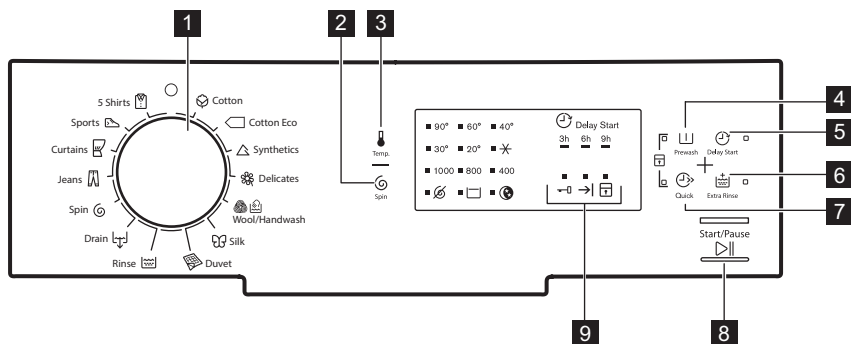 1
2
3
4
5
6
7
8
9
5 Shirts
Sports
Curtains
Jeans
Spin
Drain
Rinse
Cotton
Cotton Eco
Synthetics
Delicates
Wool/Handwash
Silk
Duvet
Temp.
Spin
90° 60° 40°
30° 20°
1000 800 400
Delay Start
3h 6h 9h
Prewash
Delay Start
Quick
Extra Rinse
Start/Pause